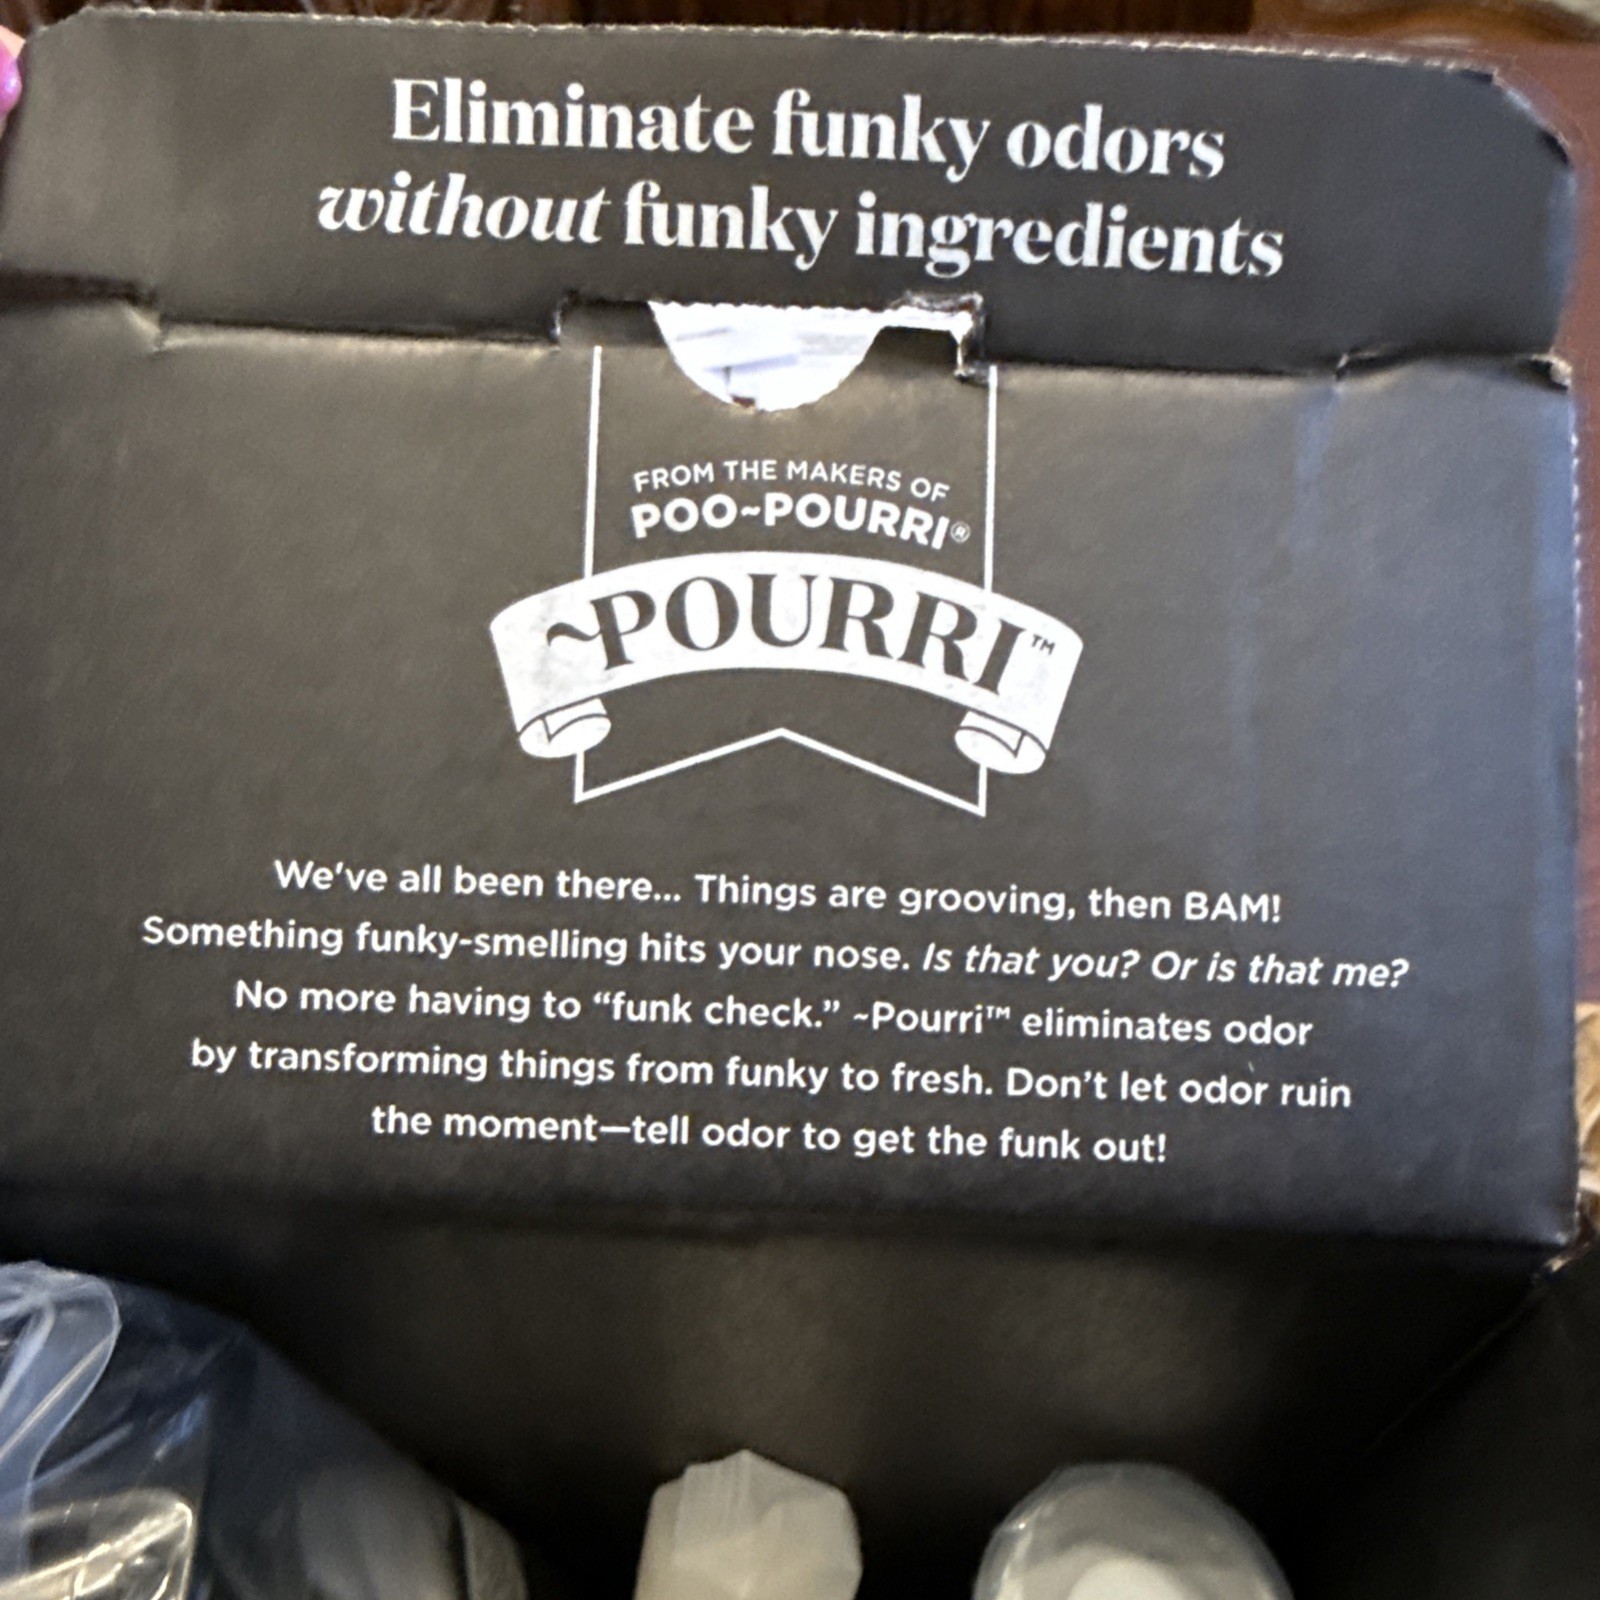 Eliminate funky odors
without funky ingredients
FROM THE MAKERS OF
POO~POURRI®
~POURRI™
We've all been there... Things are grooving, then BAM!
Something funky-smelling hits your nose. Is that you? Or is that me?
No more having to “funk check.” ~Pourri™ eliminates odor
by transforming things from funky to fresh. Don't let odor ruin
the moment—tell odor to get the funk out!